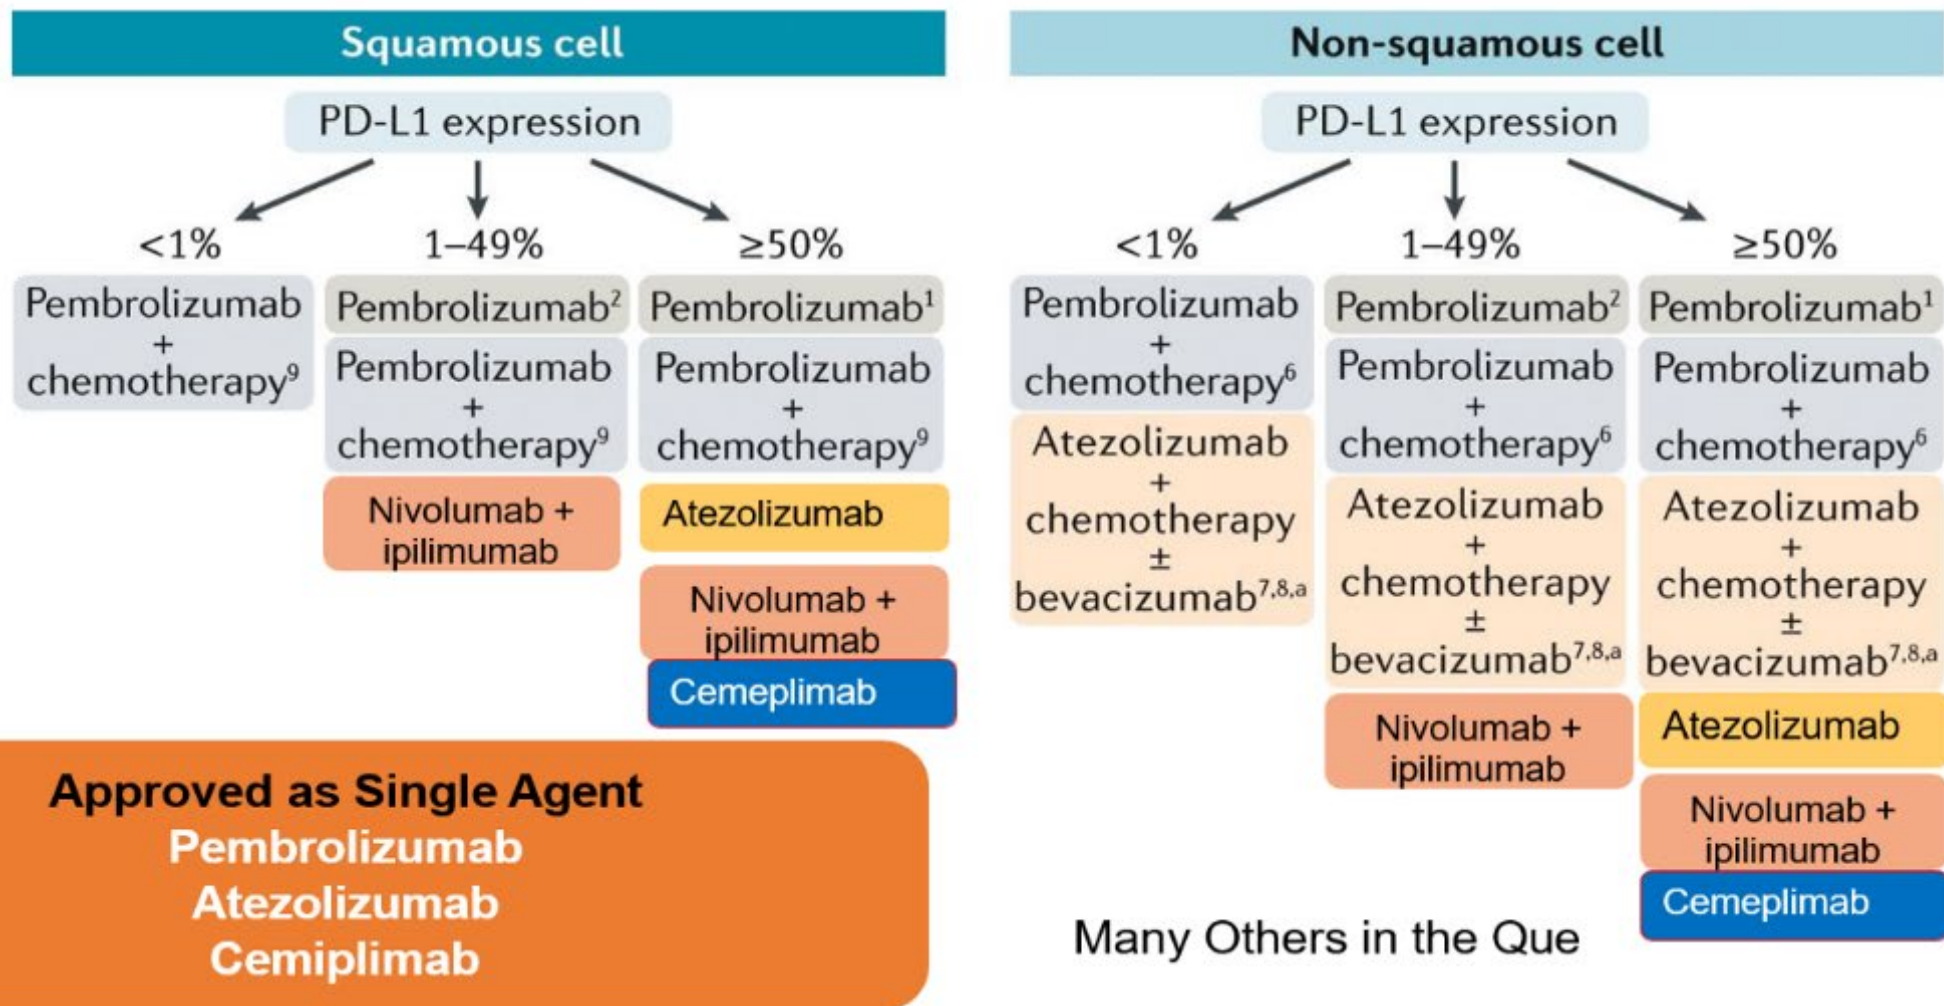 Squamous cell
PD-L1 expression
<1%
1–49%
≥50%
Pembrolizumab
+
chemotherapy⁹
Pembrolizumab²
Pembrolizumab
+
chemotherapy⁹
Nivolumab +
ipilimumab
Pembrolizumab¹
Pembrolizumab
+
chemotherapy⁹
Atezolizumab
Nivolumab +
ipilimumab
Cemeplimab
Approved as Single Agent
Pembrolizumab
Atezolizumab
Cemiplimab
Non-squamous cell
PD-L1 expression
<1%
1–49%
≥50%
Pembrolizumab
+
chemotherapy⁶
Atezolizumab
+
chemotherapy
±
bevacizumab⁷,⁸,ᵃ
Pembrolizumab²
Pembrolizumab
+
chemotherapy⁶
Atezolizumab
+
chemotherapy
±
bevacizumab⁷,⁸,ᵃ
Nivolumab +
ipilimumab
Pembrolizumab¹
Pembrolizumab
+
chemotherapy⁶
Atezolizumab
+
chemotherapy
±
bevacizumab⁷,⁸,ᵃ
Atezolizumab
Nivolumab +
ipilimumab
Cemeplimab
Many Others in the Que